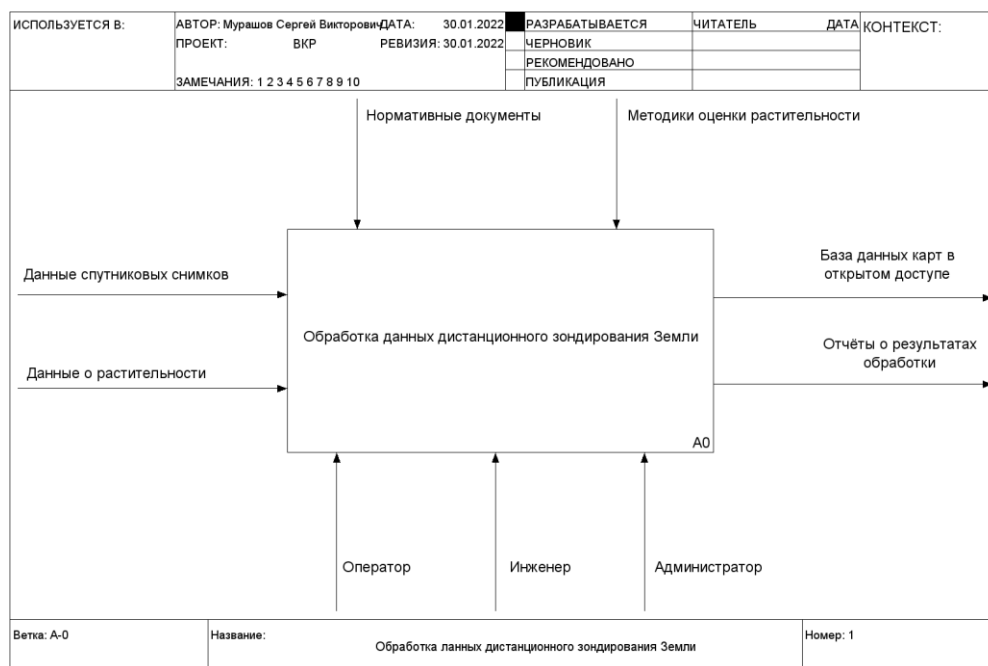 ИСПОЛЬЗУЕТСЯ В:
АВТОР: Мурашов Сергей Викторович
ДАТА: 30.01.2022
ПРОЕКТ: ВКР
РЕВИЗИЯ: 30.01.2022
ЗАМЕЧАНИЯ: 1 2 3 4 5 6 7 8 9 10
РАЗРАБАТЫВАЕТСЯ
ЧЕРНОВИК
РЕКОМЕНДОВАНО
ПУБЛИКАЦИЯ
ЧИТАТЕЛЬ
ДАТА
КОНТЕКСТ:
Нормативные документы
Методики оценки растительности
Данные спутниковых снимков
Данные о растительности
Обработка данных дистанционного зондирования Земли
A0
База данных карт в
открытом доступе
Отчёты о результатах
обработки
Оператор
Инженер
Администратор
Ветка: A-0
Название:
Обработка ланных дистанционного зондирования Земли
Номер: 1